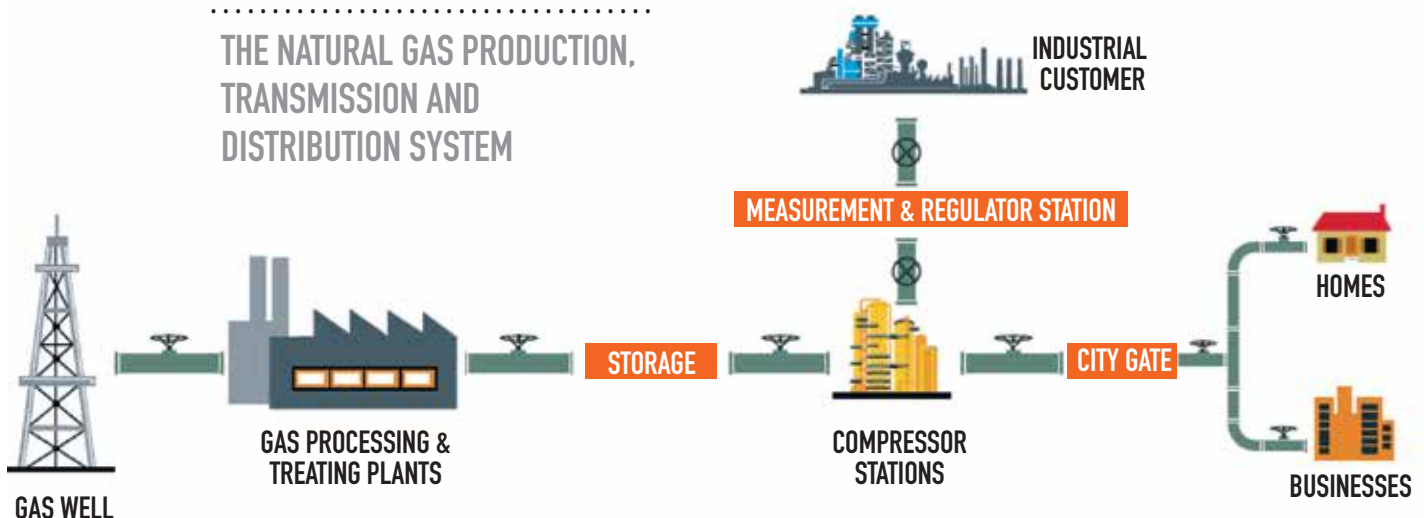 THE NATURAL GAS PRODUCTION,
TRANSMISSION AND
DISTRIBUTION SYSTEM
INDUSTRIAL
CUSTOMER
MEASUREMENT & REGULATOR STATION
HOMES
STORAGE
CITY GATE
GAS PROCESSING &
TREATING PLANTS
COMPRESSOR
STATIONS
BUSINESSES
GAS WELL